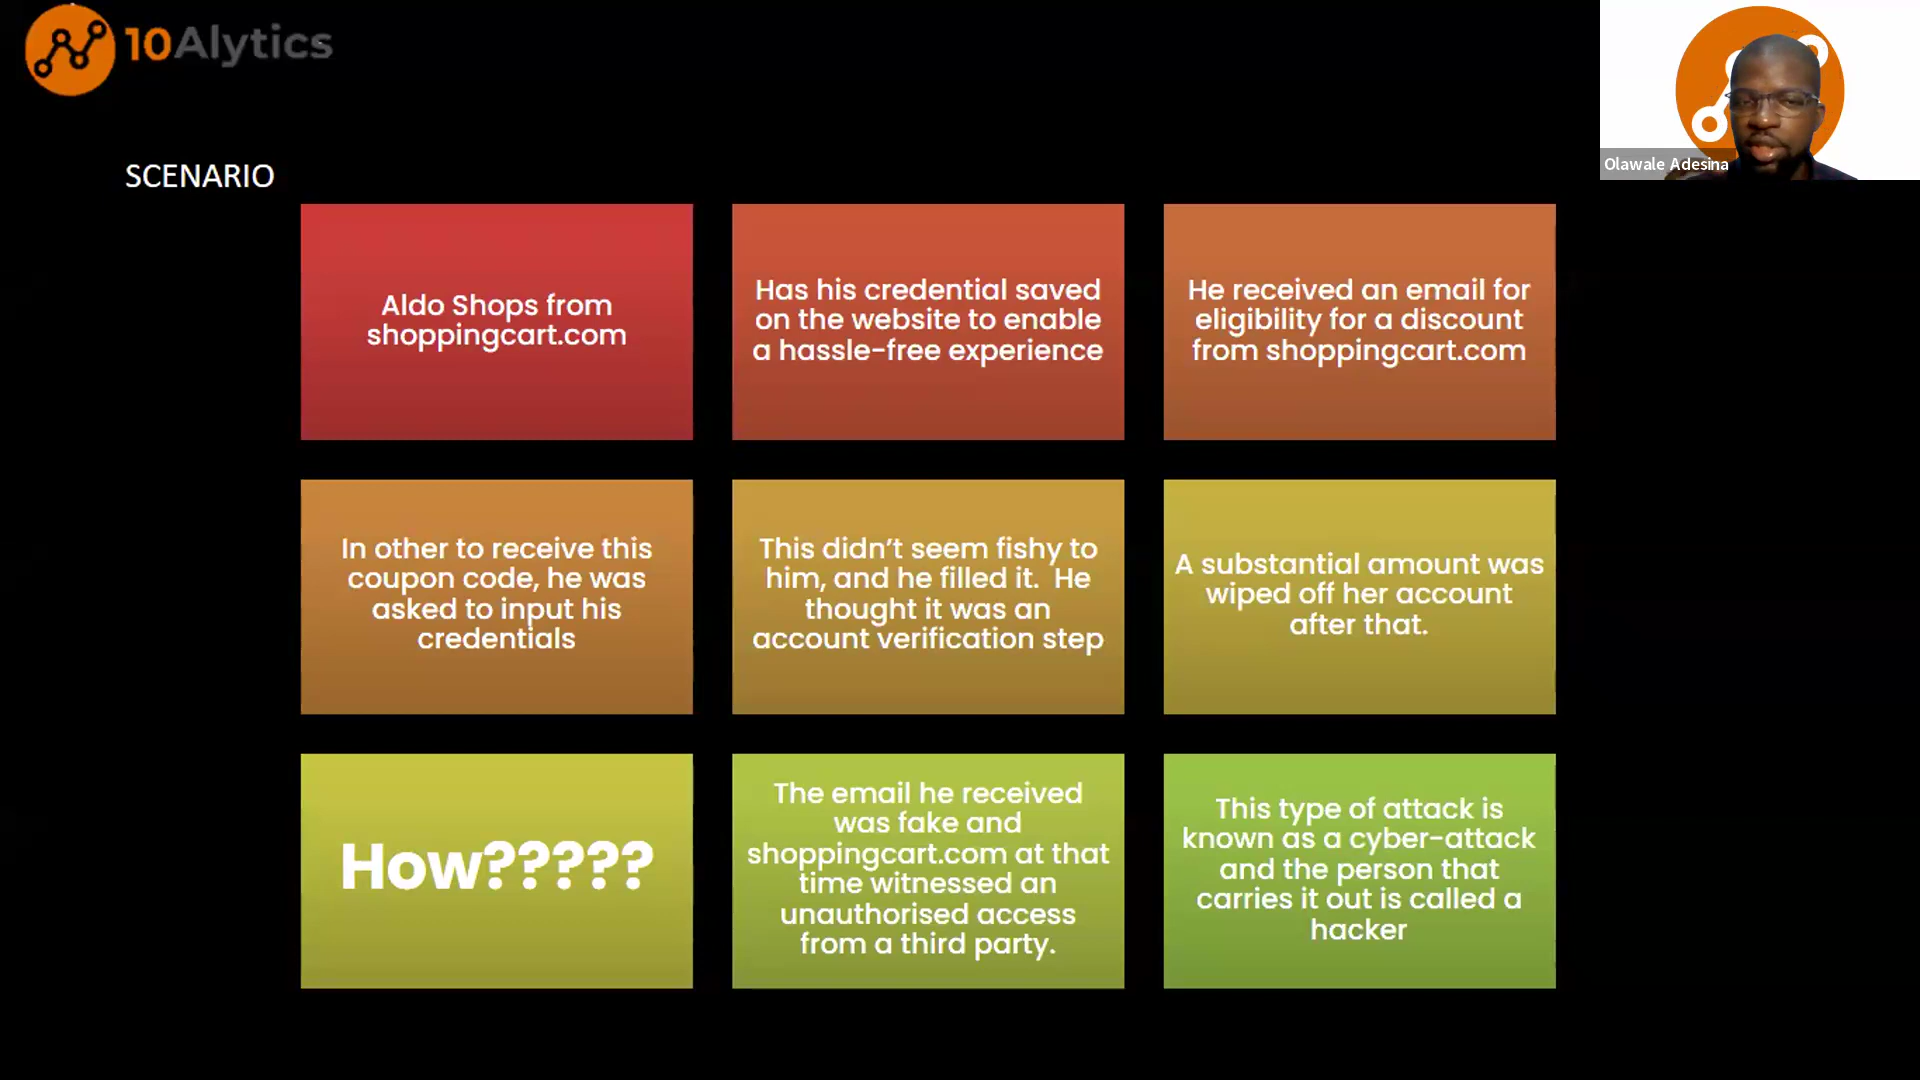 10Alytics
Olawale Adesina
SCENARIO
Aldo Shops from
shoppingcart.com
Has his credential saved
on the website to enable
a hassle-free experience
He received an email for
eligibility for a discount
from shoppingcart.com
In other to receive this
coupon code, he was
asked to input his
credentials
This didn’t seem fishy to
him, and he filled it.  He
thought it was an
account verification step
A substantial amount was
wiped off her account
after that.
How?????
The email he received
was fake and
shoppingcart.com at that
time witnessed an
unauthorised access
from a third party.
This type of attack is
known as a cyber-attack
and the person that
carries it out is called a
hacker